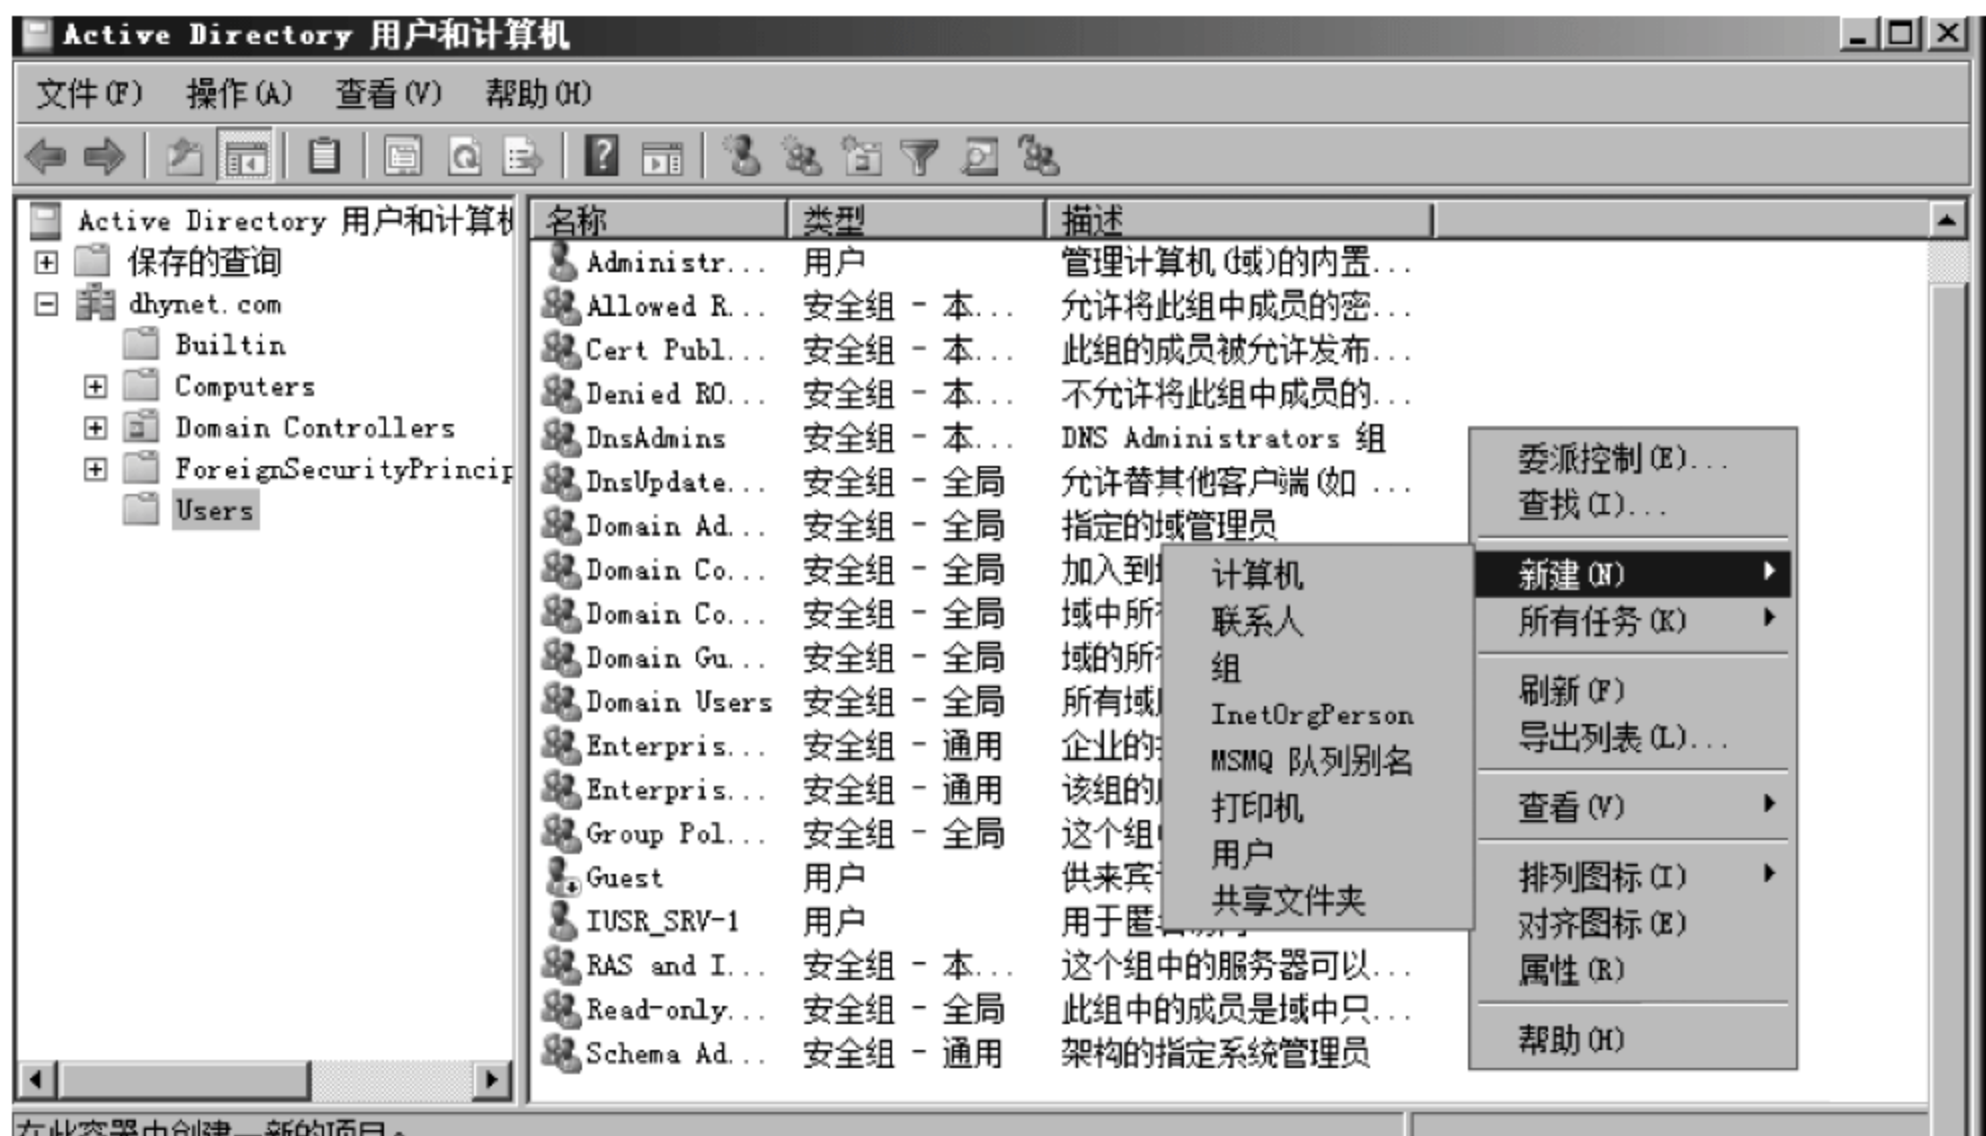 Active Directory 用户和计算机
文件(F) 操作(A) 查看(V) 帮助(H)
Active Directory 用户和计算机
保存的查询
dhynet.com
Builtin
Computers
Domain Controllers
ForeignSecurityPrincip
Users
名称 类型 描述
Administr... 用户 管理计算机(域)的内置...
Allowed R... 安全组 - 本... 允许将此组中成员的密...
Cert Publ... 安全组 - 本... 此组的成员被允许发布...
Denied RO... 安全组 - 本... 不允许将此组中成员的...
DnsAdmins 安全组 - 本... DNS Administrators 组
DnsUpdate... 安全组 - 全局 允许替其他客户端(如 ...
Domain Ad... 安全组 - 全局 指定的域管理员
Domain Co... 安全组 - 全局 加入到
Domain Co... 安全组 - 全局 域中所
Domain Gu... 安全组 - 全局 域的所
Domain Users 安全组 - 全局 所有域
Enterpris... 安全组 - 通用 企业的
Enterpris... 安全组 - 通用 该组的
Group Pol... 安全组 - 全局 这个组
Guest 用户 供来宾
IUSR_SRV-1 用户 用于匿
RAS and I... 安全组 - 本... 这个组中的服务器可以...
Read-only... 安全组 - 全局 此组中的成员是域中只...
Schema Ad... 安全组 - 通用 架构的指定系统管理员
计算机
联系人
组
InetOrgPerson
MSMQ 队列别名
打印机
用户
共享文件夹
委派控制(E)...
查找(I)...
新建(N)
所有任务(K)
刷新(F)
导出列表(L)...
查看(V)
排列图标(I)
对齐图标(E)
属性(R)
帮助(H)
在此容器中创建一新的项目。